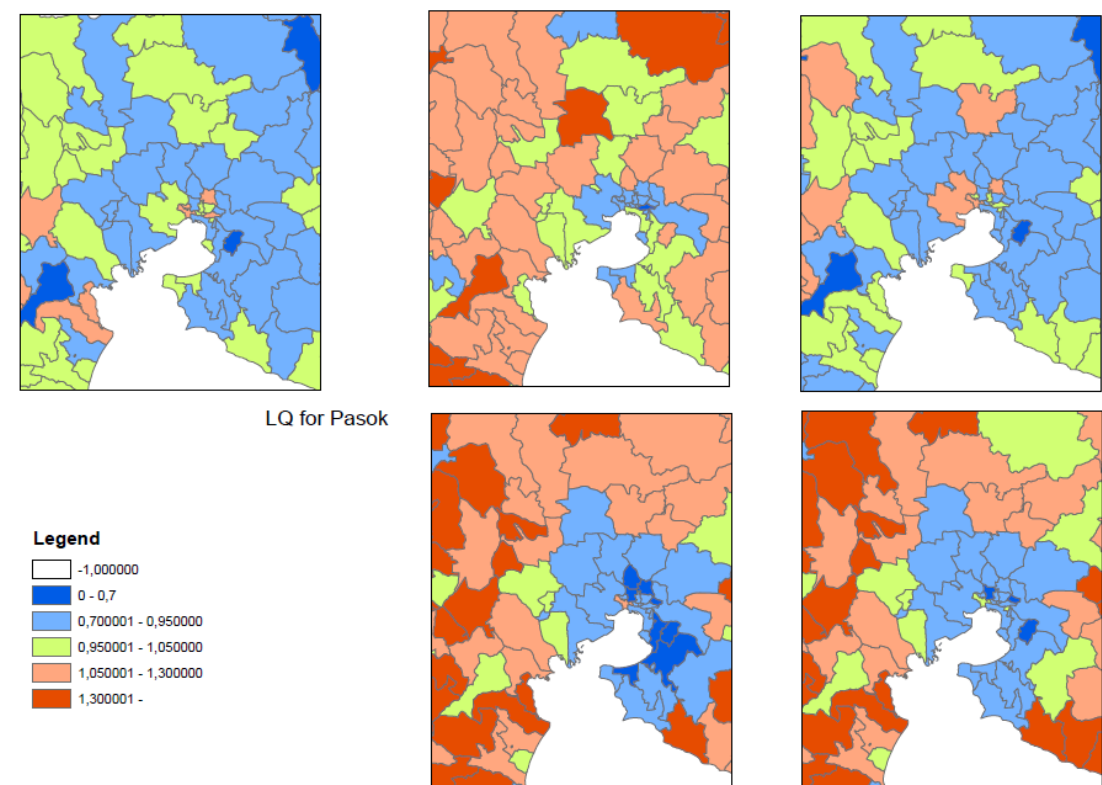 LQ for Pasok
Legend
-1,000000
0 - 0,7
0,700001 - 0,950000
0,950001 - 1,050000
1,050001 - 1,300000
1,300001 -